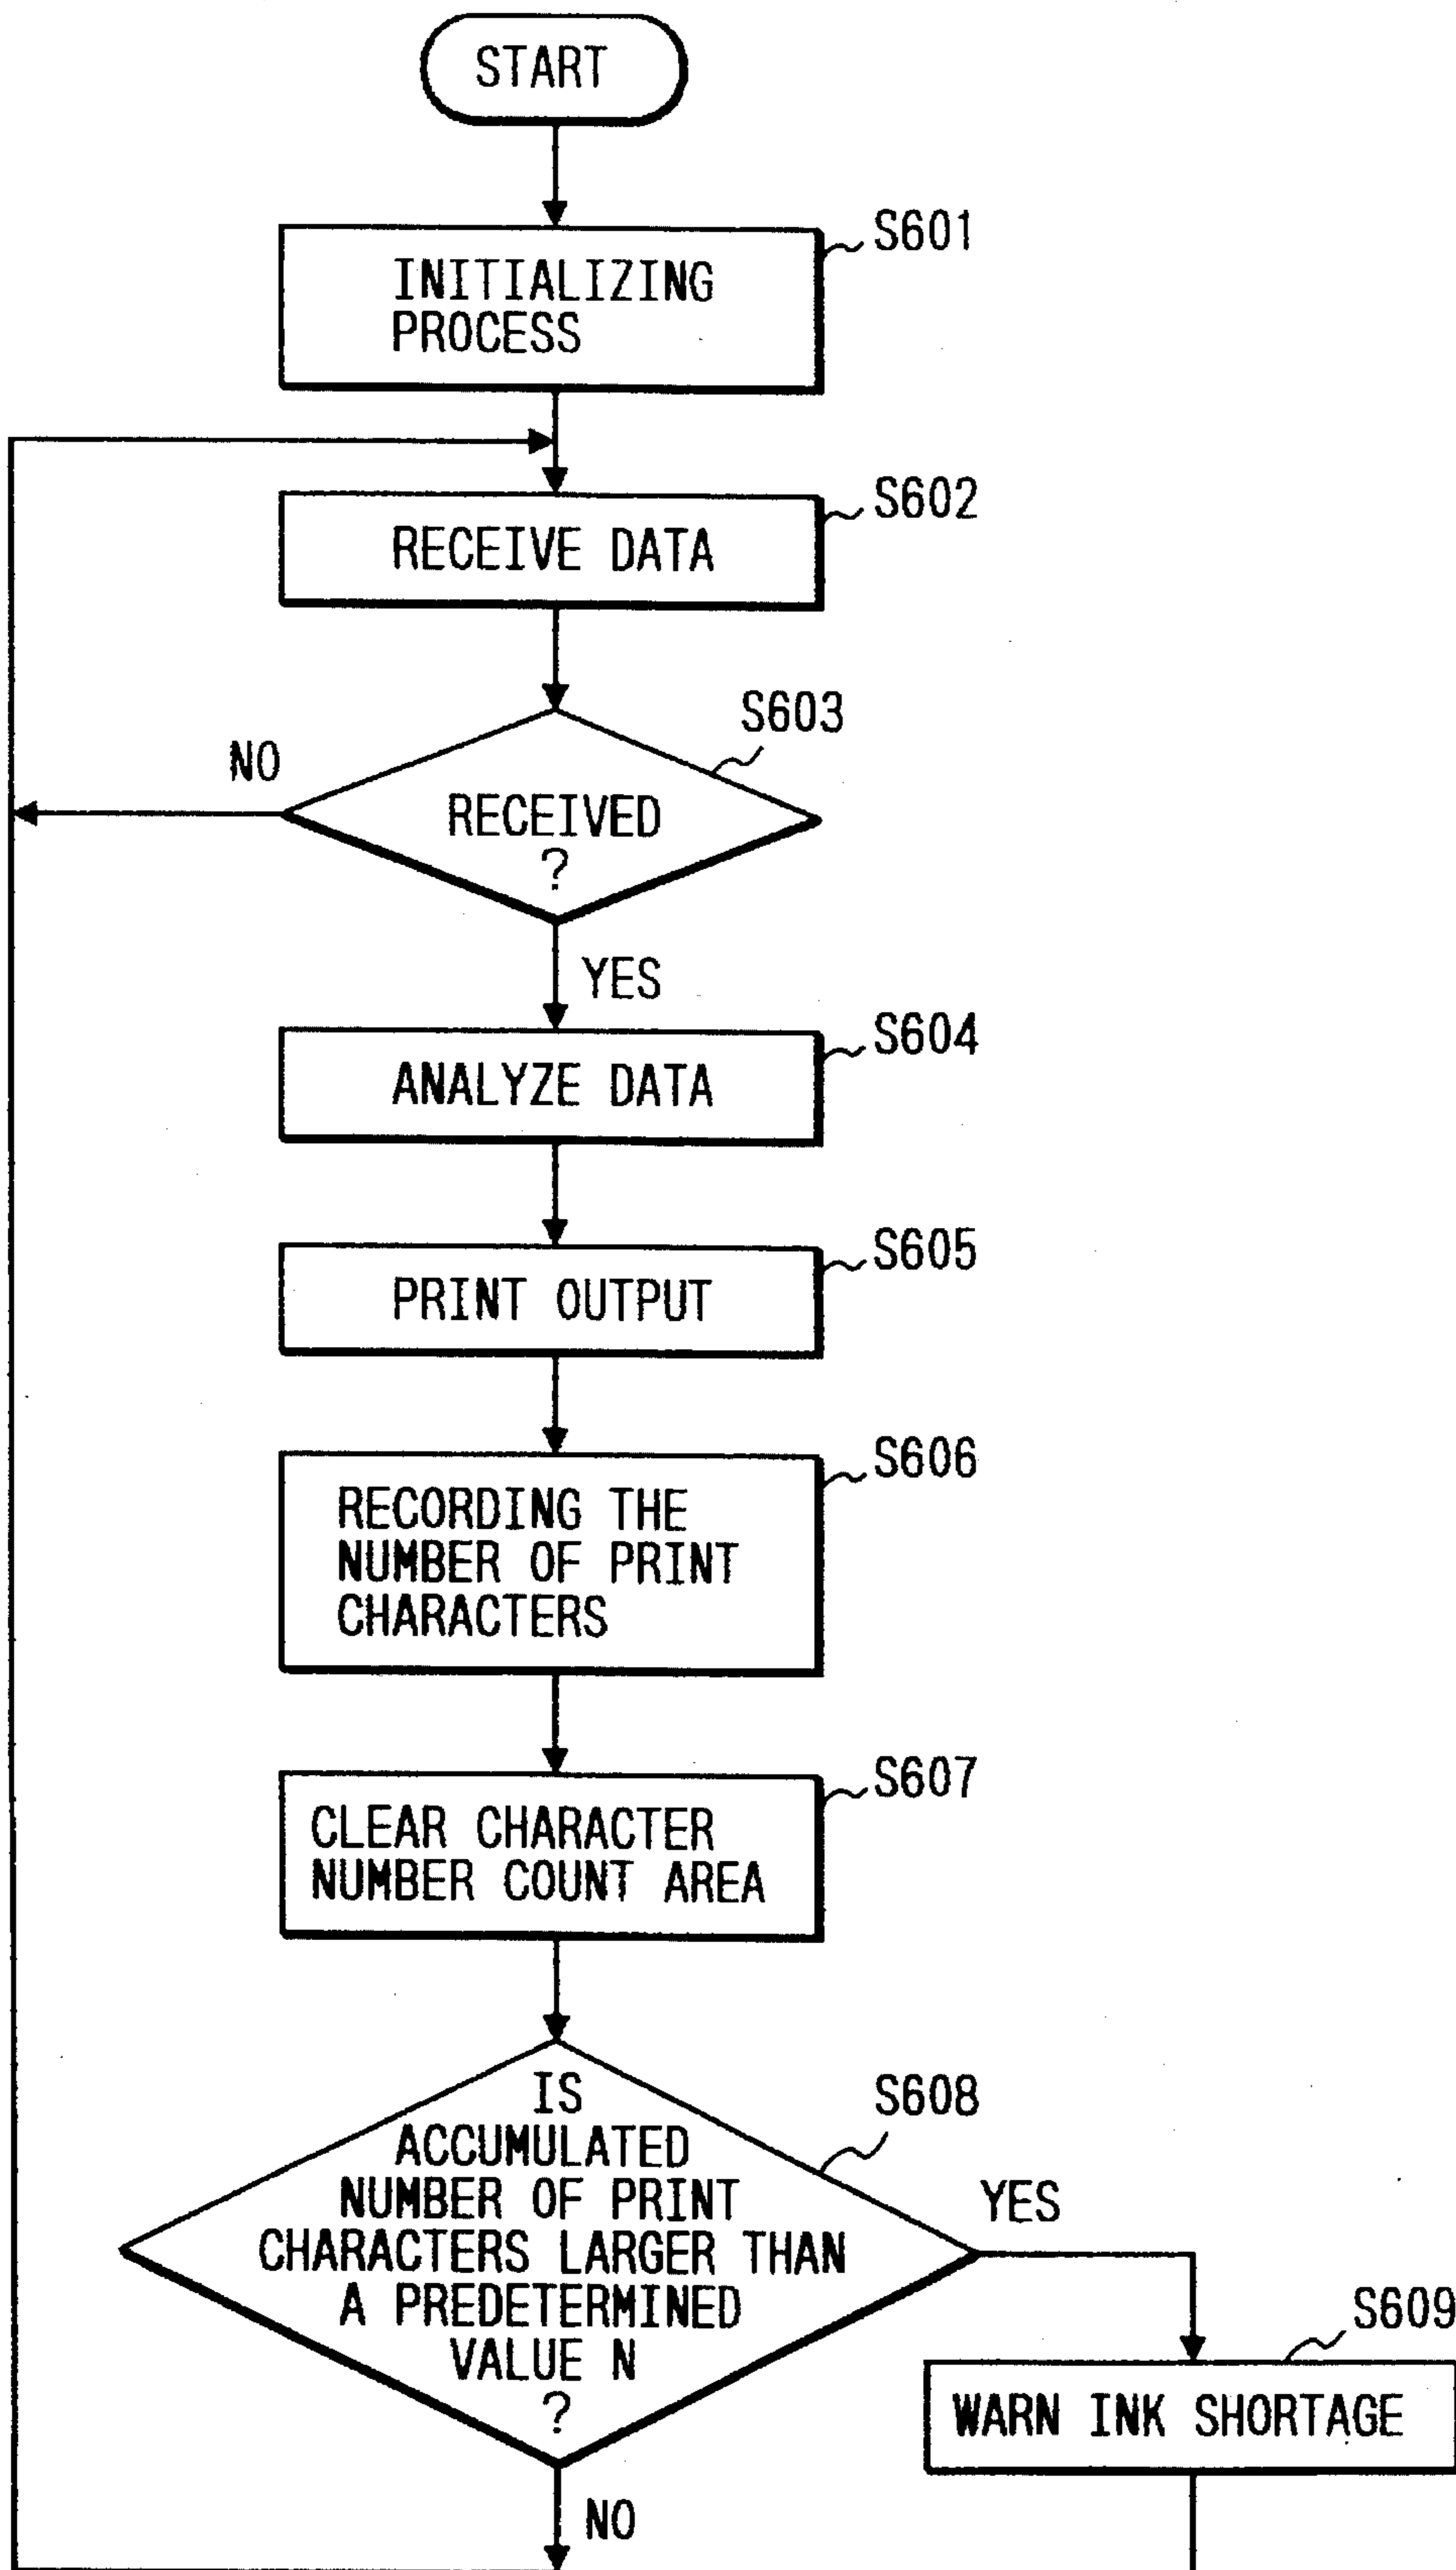 START
S601
INITIALIZING
PROCESS
S602
RECEIVE DATA
S603
NO
RECEIVED
?
YES
S604
ANALYZE DATA
S605
PRINT OUTPUT
S606
RECORDING THE
NUMBER OF PRINT
CHARACTERS
S607
CLEAR CHARACTER
NUMBER COUNT AREA
S608
IS
ACCUMULATED
NUMBER OF PRINT
CHARACTERS LARGER THAN
A PREDETERMINED
VALUE N
?
YES
S609
WARN INK SHORTAGE
NO